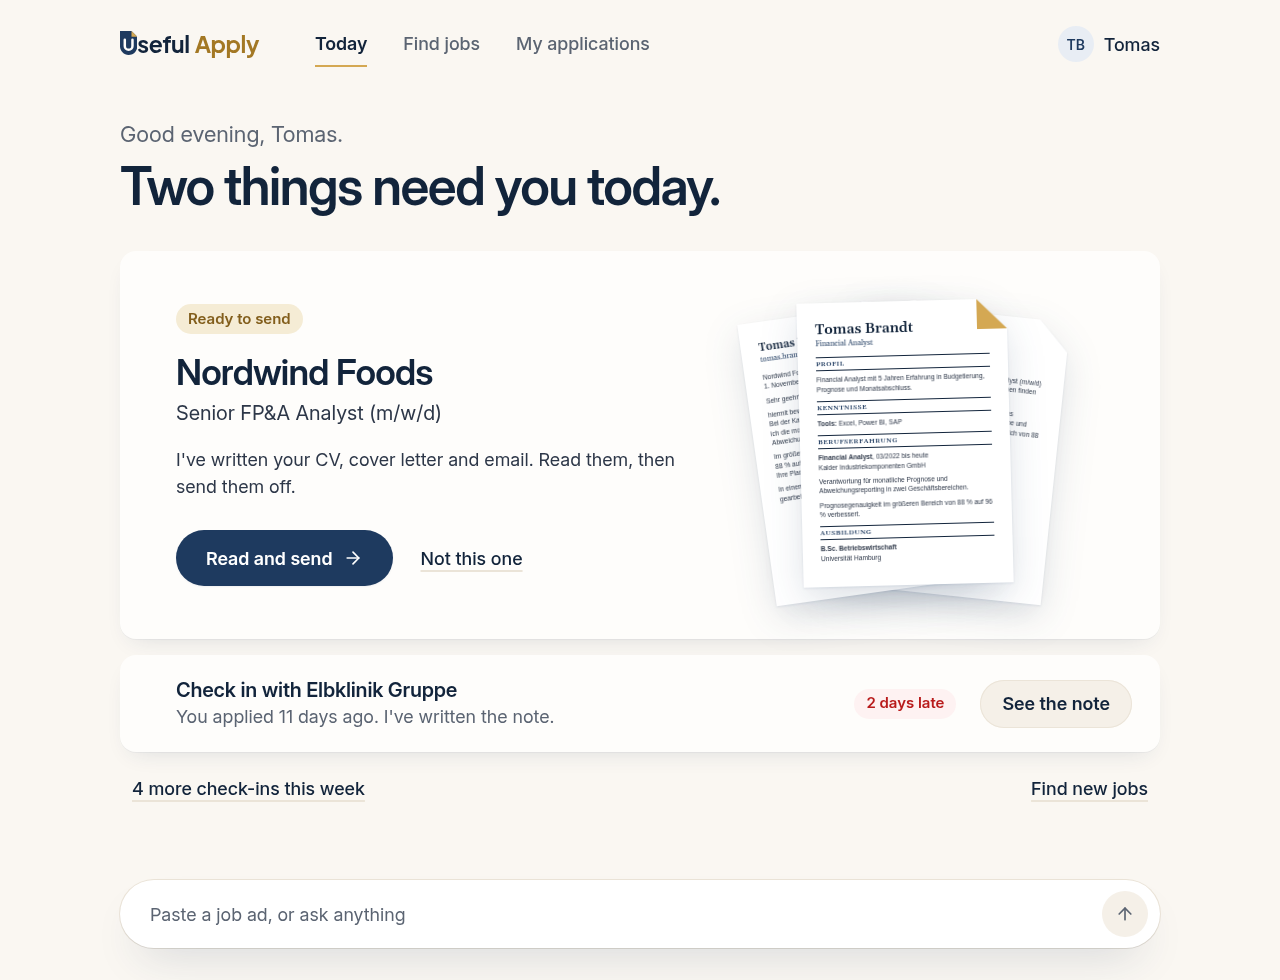 Useful Apply
Today
Find jobs
My applications
TB
Tomas
Good evening, Tomas.
Two things need you today.
Ready to send
Nordwind Foods
Senior FP&A Analyst (m/w/d)
I've written your CV, cover letter and email. Read them, then
send them off.
Read and send
Not this one
Tomas
Tomas Brandt
Financial Analyst
PROFIL
Financial Analyst mit 5 Jahren Erfahrung in Budgetierung,
Prognose und Monatsabschluss.
KENNTNISSE
Tools: Excel, Power BI, SAP
BERUFSERFAHRUNG
Financial Analyst, 03/2022 bis heute
Kalder Industriekomponenten GmbH
Verantwortung für monatliche Prognose und
Abweichungsreporting in zwei Geschäftsbereichen.
Prognosegenauigkeit im größeren Bereich von 88 % auf 96
% verbessert.
AUSBILDUNG
B.Sc. Betriebswirtschaft
Universität Hamburg
Check in with Elbklinik Gruppe
You applied 11 days ago. I've written the note.
2 days late
See the note
4 more check-ins this week
Find new jobs
Paste a job ad, or ask anything